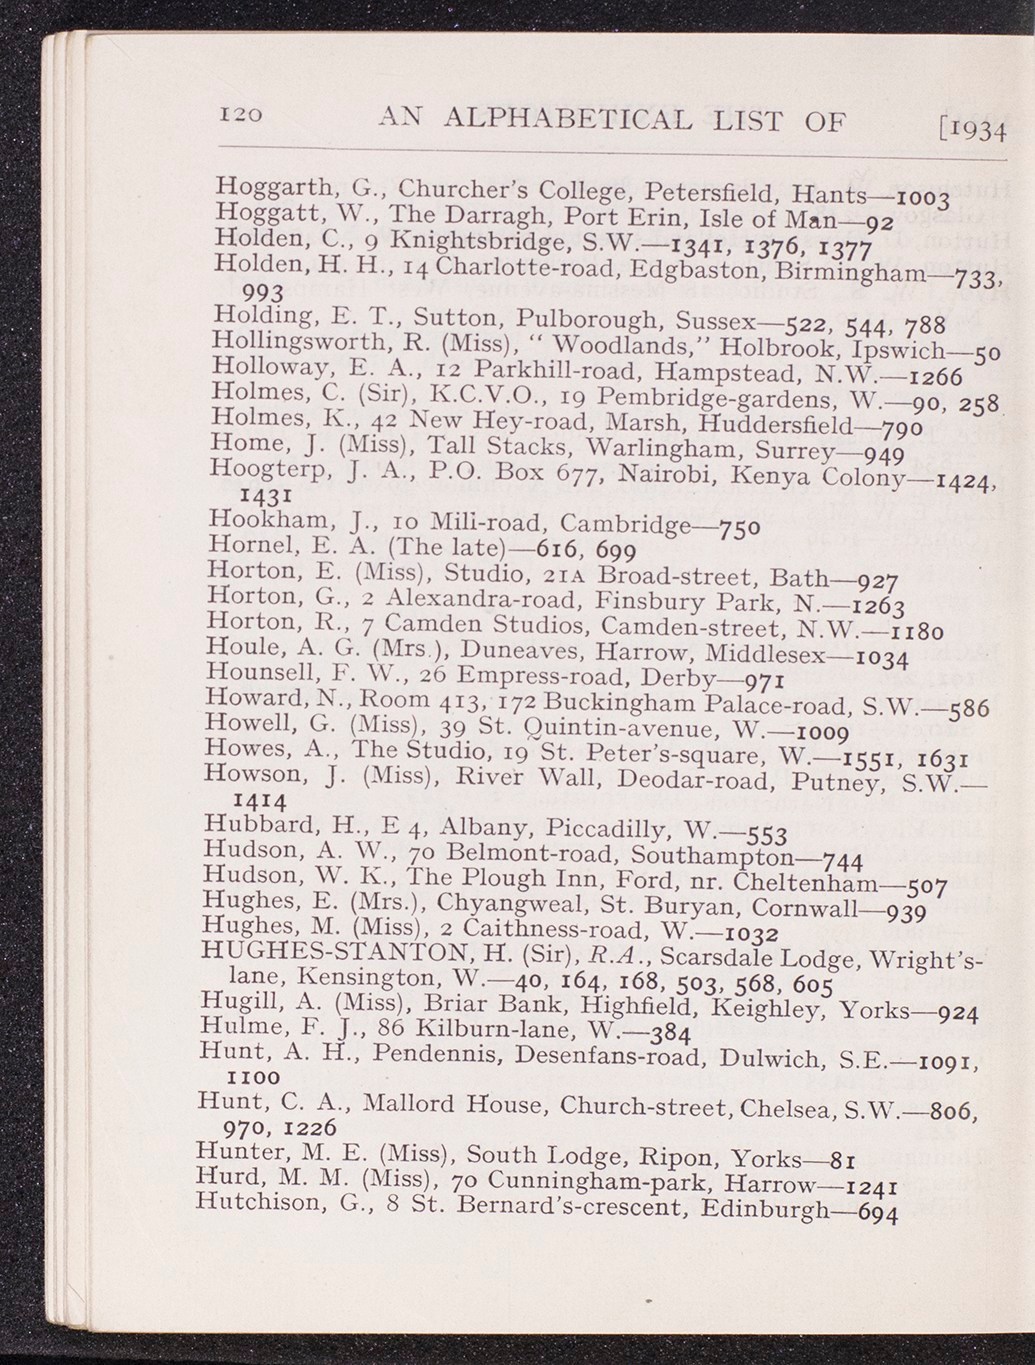 120 AN ALPHABETICAL LIST OF [1934
Hoggarth, G., Churcher's College, Petersfield, Hants—1003
Hoggatt, W., The Darragh, Port Erin, Isle of Man—92
Holden, C., 9 Knightsbridge, S.W.—1341, 1376, 1377
Holden, H. H., 14 Charlotte-road, Edgbaston, Birmingham—733,
993
Holding, E. T., Sutton, Pulborough, Sussex—522, 544, 788
Hollingsworth, R. (Miss), “ Woodlands,” Holbrook, Ipswich—50
Holloway, E. A., 12 Parkhill-road, Hampstead, N.W.—1266
Holmes, C. (Sir), K.C.V.O., 19 Pembridge-gardens, W.—90, 258
Holmes, K., 42 New Hey-road, Marsh, Huddersfield—790
Home, J. (Miss), Tall Stacks, Warlingham, Surrey—949
Hoogterp, J. A., P.O. Box 677, Nairobi, Kenya Colony—1424,
1431
Hookham, J., 10 Mili-road, Cambridge—750
Hornel, E. A. (The late)—616, 699
Horton, E. (Miss), Studio, 21A Broad-street, Bath—927
Horton, G., 2 Alexandra-road, Finsbury Park, N.—1263
Horton, R., 7 Camden Studios, Camden-street, N.W.—1180
Houle, A. G. (Mrs.), Duneaves, Harrow, Middlesex—1034
Hounsell, F. W., 26 Empress-road, Derby—971
Howard, N., Room 413, 172 Buckingham Palace-road, S.W.—586
Howell, G. (Miss), 39 St. Quintin-avenue, W.—1009
Howes, A., The Studio, 19 St. Peter's-square, W.—1551, 1631
Howson, J. (Miss), River Wall, Deodar-road, Putney, S.W.—
1414
Hubbard, H., E 4, Albany, Piccadilly, W.—553
Hudson, A. W., 70 Belmont-road, Southampton—744
Hudson, W. K., The Plough Inn, Ford, nr. Cheltenham—507
Hughes, E. (Mrs.), Chyangweal, St. Buryan, Cornwall—939
Hughes, M. (Miss), 2 Caithness-road, W.—1032
HUGHES-STANTON, H. (Sir), R.A., Scarsdale Lodge, Wright's-
lane, Kensington, W.—40, 164, 168, 503, 568, 605
Hugill, A. (Miss), Briar Bank, Highfield, Keighley, Yorks—924
Hulme, F. J., 86 Kilburn-lane, W.—384
Hunt, A. H., Pendennis, Desenfans-road, Dulwich, S.E.—1091,
1100
Hunt, C. A., Mallord House, Church-street, Chelsea, S.W.—806,
970, 1226
Hunter, M. E. (Miss), South Lodge, Ripon, Yorks—81
Hurd, M. M. (Miss), 70 Cunningham-park, Harrow—1241
Hutchison, G., 8 St. Bernard's-crescent, Edinburgh—694